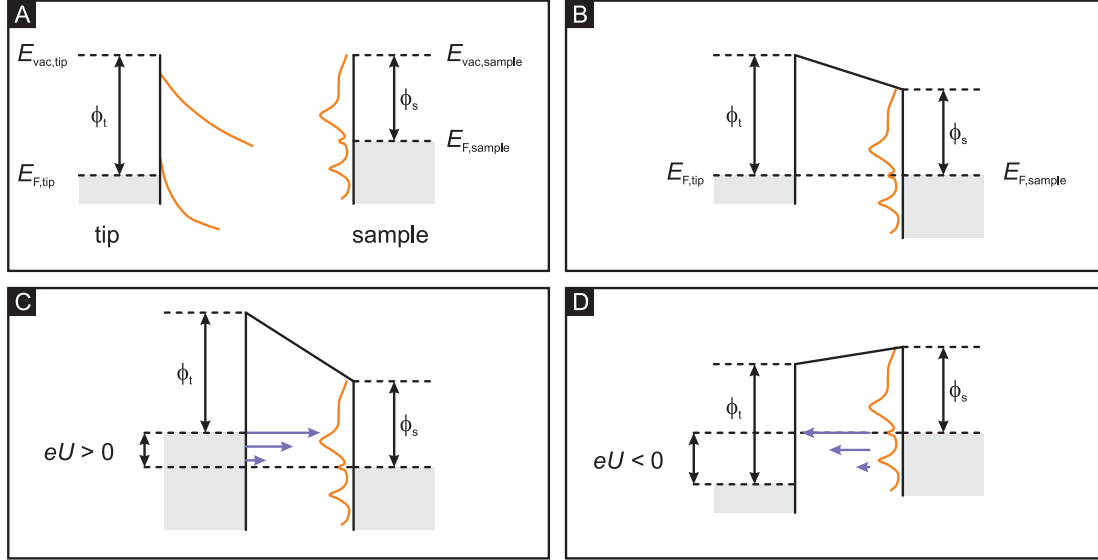 A
E_vac,tip
E_vac,sample
ϕ_t
ϕ_s
E_F,sample
E_F,tip
tip
sample
B
ϕ_t
ϕ_s
E_F,tip
E_F,sample
C
ϕ_t
ϕ_s
eU > 0
D
ϕ_t
ϕ_s
eU < 0